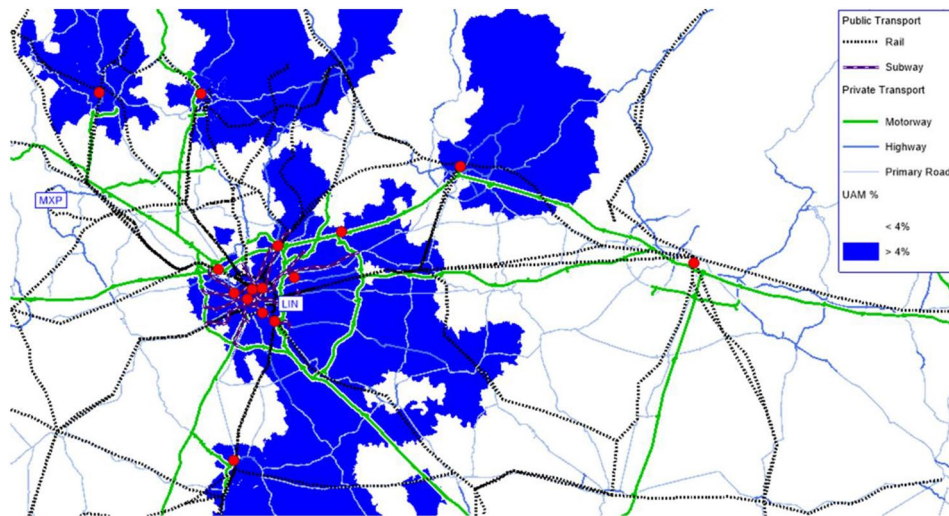 Public Transport
Rail
Subway
Private Transport
Motorway
Highway
Primary Road
UAM %
< 4%
> 4%
MXP
LIN